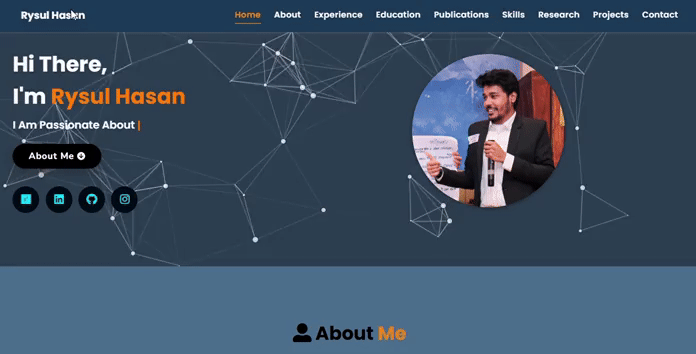 Rysul Hasan
Home About Experience Education Publications Skills Research Projects Contact
Hi There,
I'm Rysul Hasan
I Am Passionate About |
About Me
About Me